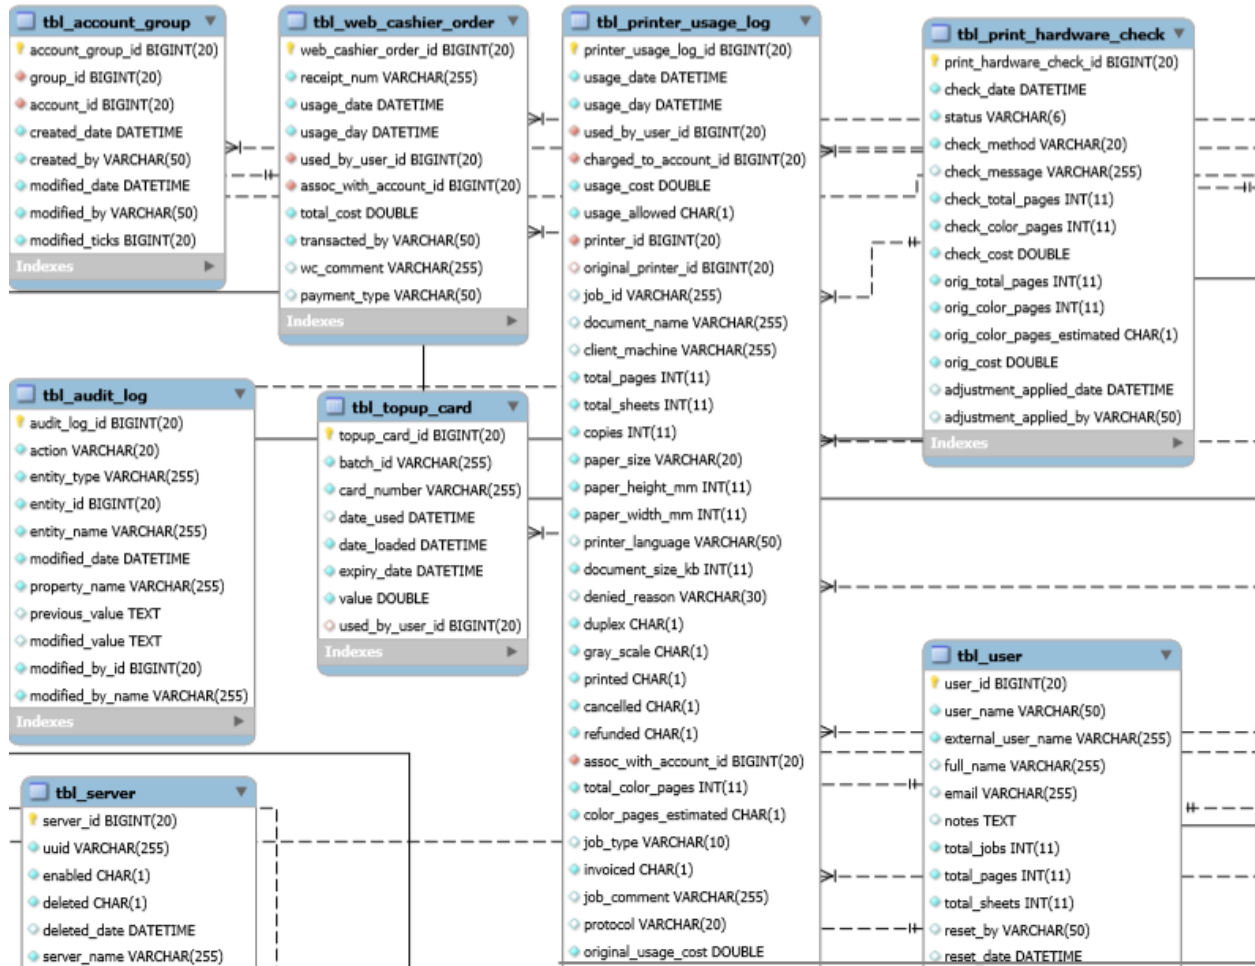 tbl_account_group
account_group_id BIGINT(20)
group_id BIGINT(20)
account_id BIGINT(20)
created_date DATETIME
created_by VARCHAR(50)
modified_date DATETIME
modified_by VARCHAR(50)
modified_ticks BIGINT(20)
Indexes
tbl_web_cashier_order
web_cashier_order_id BIGINT(20)
receipt_num VARCHAR(255)
usage_date DATETIME
usage_day DATETIME
used_by_user_id BIGINT(20)
assoc_with_account_id BIGINT(20)
total_cost DOUBLE
transacted_by VARCHAR(50)
wc_comment VARCHAR(255)
payment_type VARCHAR(50)
Indexes
tbl_printer_usage_log
printer_usage_log_id BIGINT(20)
usage_date DATETIME
usage_day DATETIME
used_by_user_id BIGINT(20)
charged_to_account_id BIGINT(20)
usage_cost DOUBLE
usage_allowed CHAR(1)
printer_id BIGINT(20)
original_printer_id BIGINT(20)
job_id VARCHAR(255)
document_name VARCHAR(255)
client_machine VARCHAR(255)
total_pages INT(11)
total_sheets INT(11)
copies INT(11)
paper_size VARCHAR(20)
paper_height_mm INT(11)
paper_width_mm INT(11)
printer_language VARCHAR(50)
document_size_kb INT(11)
denied_reason VARCHAR(30)
duplex CHAR(1)
gray_scale CHAR(1)
printed CHAR(1)
cancelled CHAR(1)
refunded CHAR(1)
assoc_with_account_id BIGINT(20)
total_color_pages INT(11)
color_pages_estimated CHAR(1)
job_type VARCHAR(10)
invoiced CHAR(1)
job_comment VARCHAR(255)
protocol VARCHAR(20)
original_usage_cost DOUBLE
tbl_print_hardware_check
print_hardware_check_id BIGINT(20)
check_date DATETIME
status VARCHAR(6)
check_method VARCHAR(20)
check_message VARCHAR(255)
check_total_pages INT(11)
check_color_pages INT(11)
check_cost DOUBLE
orig_total_pages INT(11)
orig_color_pages INT(11)
orig_color_pages_estimated CHAR(1)
orig_cost DOUBLE
adjustment_applied_date DATETIME
adjustment_applied_by VARCHAR(50)
Indexes
tbl_audit_log
audit_log_id BIGINT(20)
action VARCHAR(20)
entity_type VARCHAR(255)
entity_id BIGINT(20)
entity_name VARCHAR(255)
modified_date DATETIME
property_name VARCHAR(255)
previous_value TEXT
modified_value TEXT
modified_by_id BIGINT(20)
modified_by_name VARCHAR(255)
Indexes
tbl_topup_card
topup_card_id BIGINT(20)
batch_id VARCHAR(255)
card_number VARCHAR(255)
date_used DATETIME
date_loaded DATETIME
expiry_date DATETIME
value DOUBLE
used_by_user_id BIGINT(20)
Indexes
tbl_user
user_id BIGINT(20)
user_name VARCHAR(50)
external_user_name VARCHAR(255)
full_name VARCHAR(255)
email VARCHAR(255)
notes TEXT
total_jobs INT(11)
total_pages INT(11)
total_sheets INT(11)
reset_by VARCHAR(50)
reset_date DATETIME
tbl_server
server_id BIGINT(20)
uuid VARCHAR(255)
enabled CHAR(1)
deleted CHAR(1)
deleted_date DATETIME
server_name VARCHAR(255)